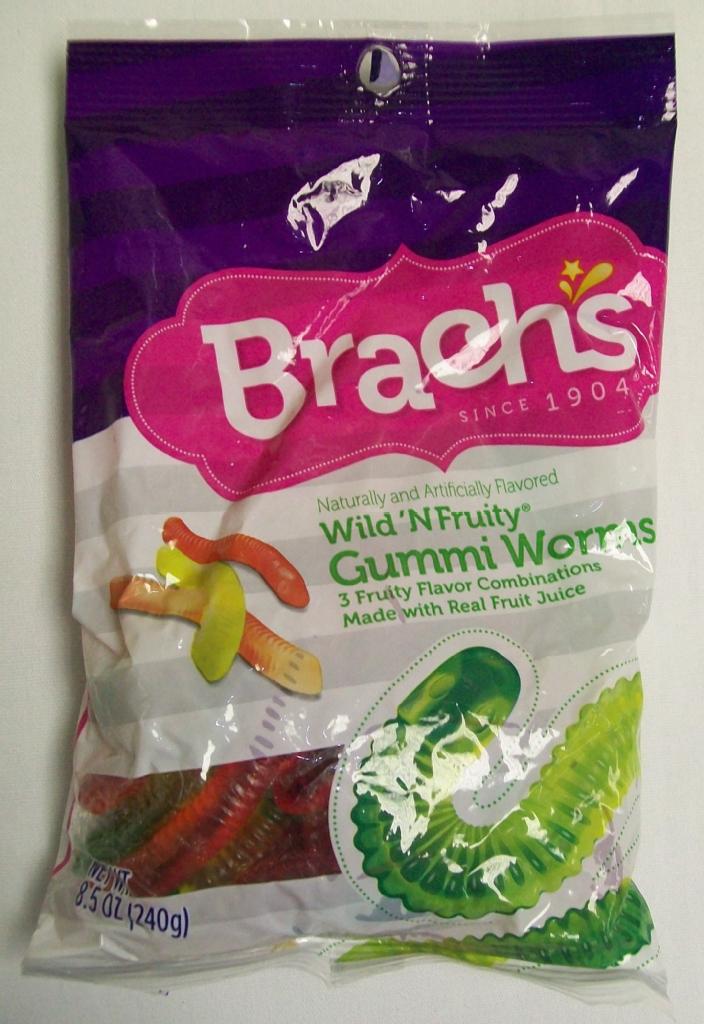 Brach's
SINCE 1904
Naturally and Artificially Flavored
Wild 'N Fruity®
Gummi Worms
3 Fruity Flavor Combinations
Made with Real Fruit Juice
NET WT.
8.5 OZ (240g)